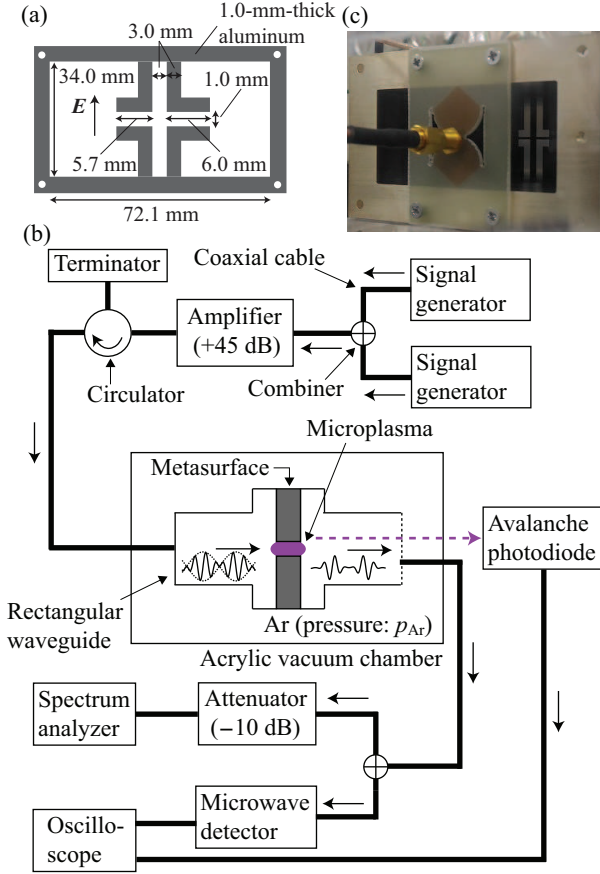 (a)
1.0-mm-thick
aluminum
3.0 mm
34.0 mm
1.0 mm
E
5.7 mm
6.0 mm
72.1 mm
(c)
(b)
Terminator
Coaxial cable
Signal
generator
Amplifier
(+45 dB)
Circulator
Combiner
Signal
generator
Microplasma
Metasurface
Avalanche
photodiode
Rectangular
waveguide
Ar (pressure: pAr)
Acrylic vacuum chamber
Spectrum
analyzer
Attenuator
(−10 dB)
Microwave
detector
Oscillo-
scope